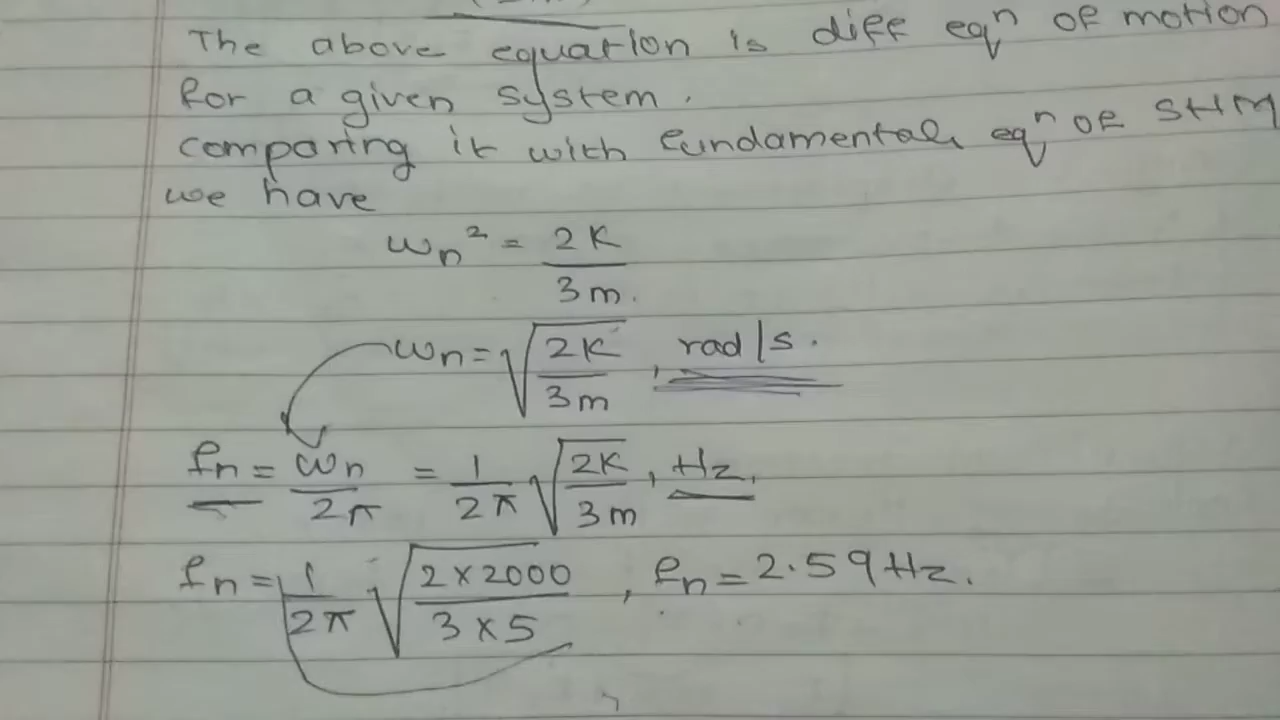 The above equation is diff eqⁿ of motion
for a given system.
comparing it with fundamental eqⁿ of SHM
we have
ωn² = 2K / 3m.
ωn = √(2K / 3m), rad/s.
fn = ωn / 2π = 1 / 2π √(2K / 3m), Hz.
fn = 1 / 2π √(2×2000 / 3×5), fn = 2.59 Hz.